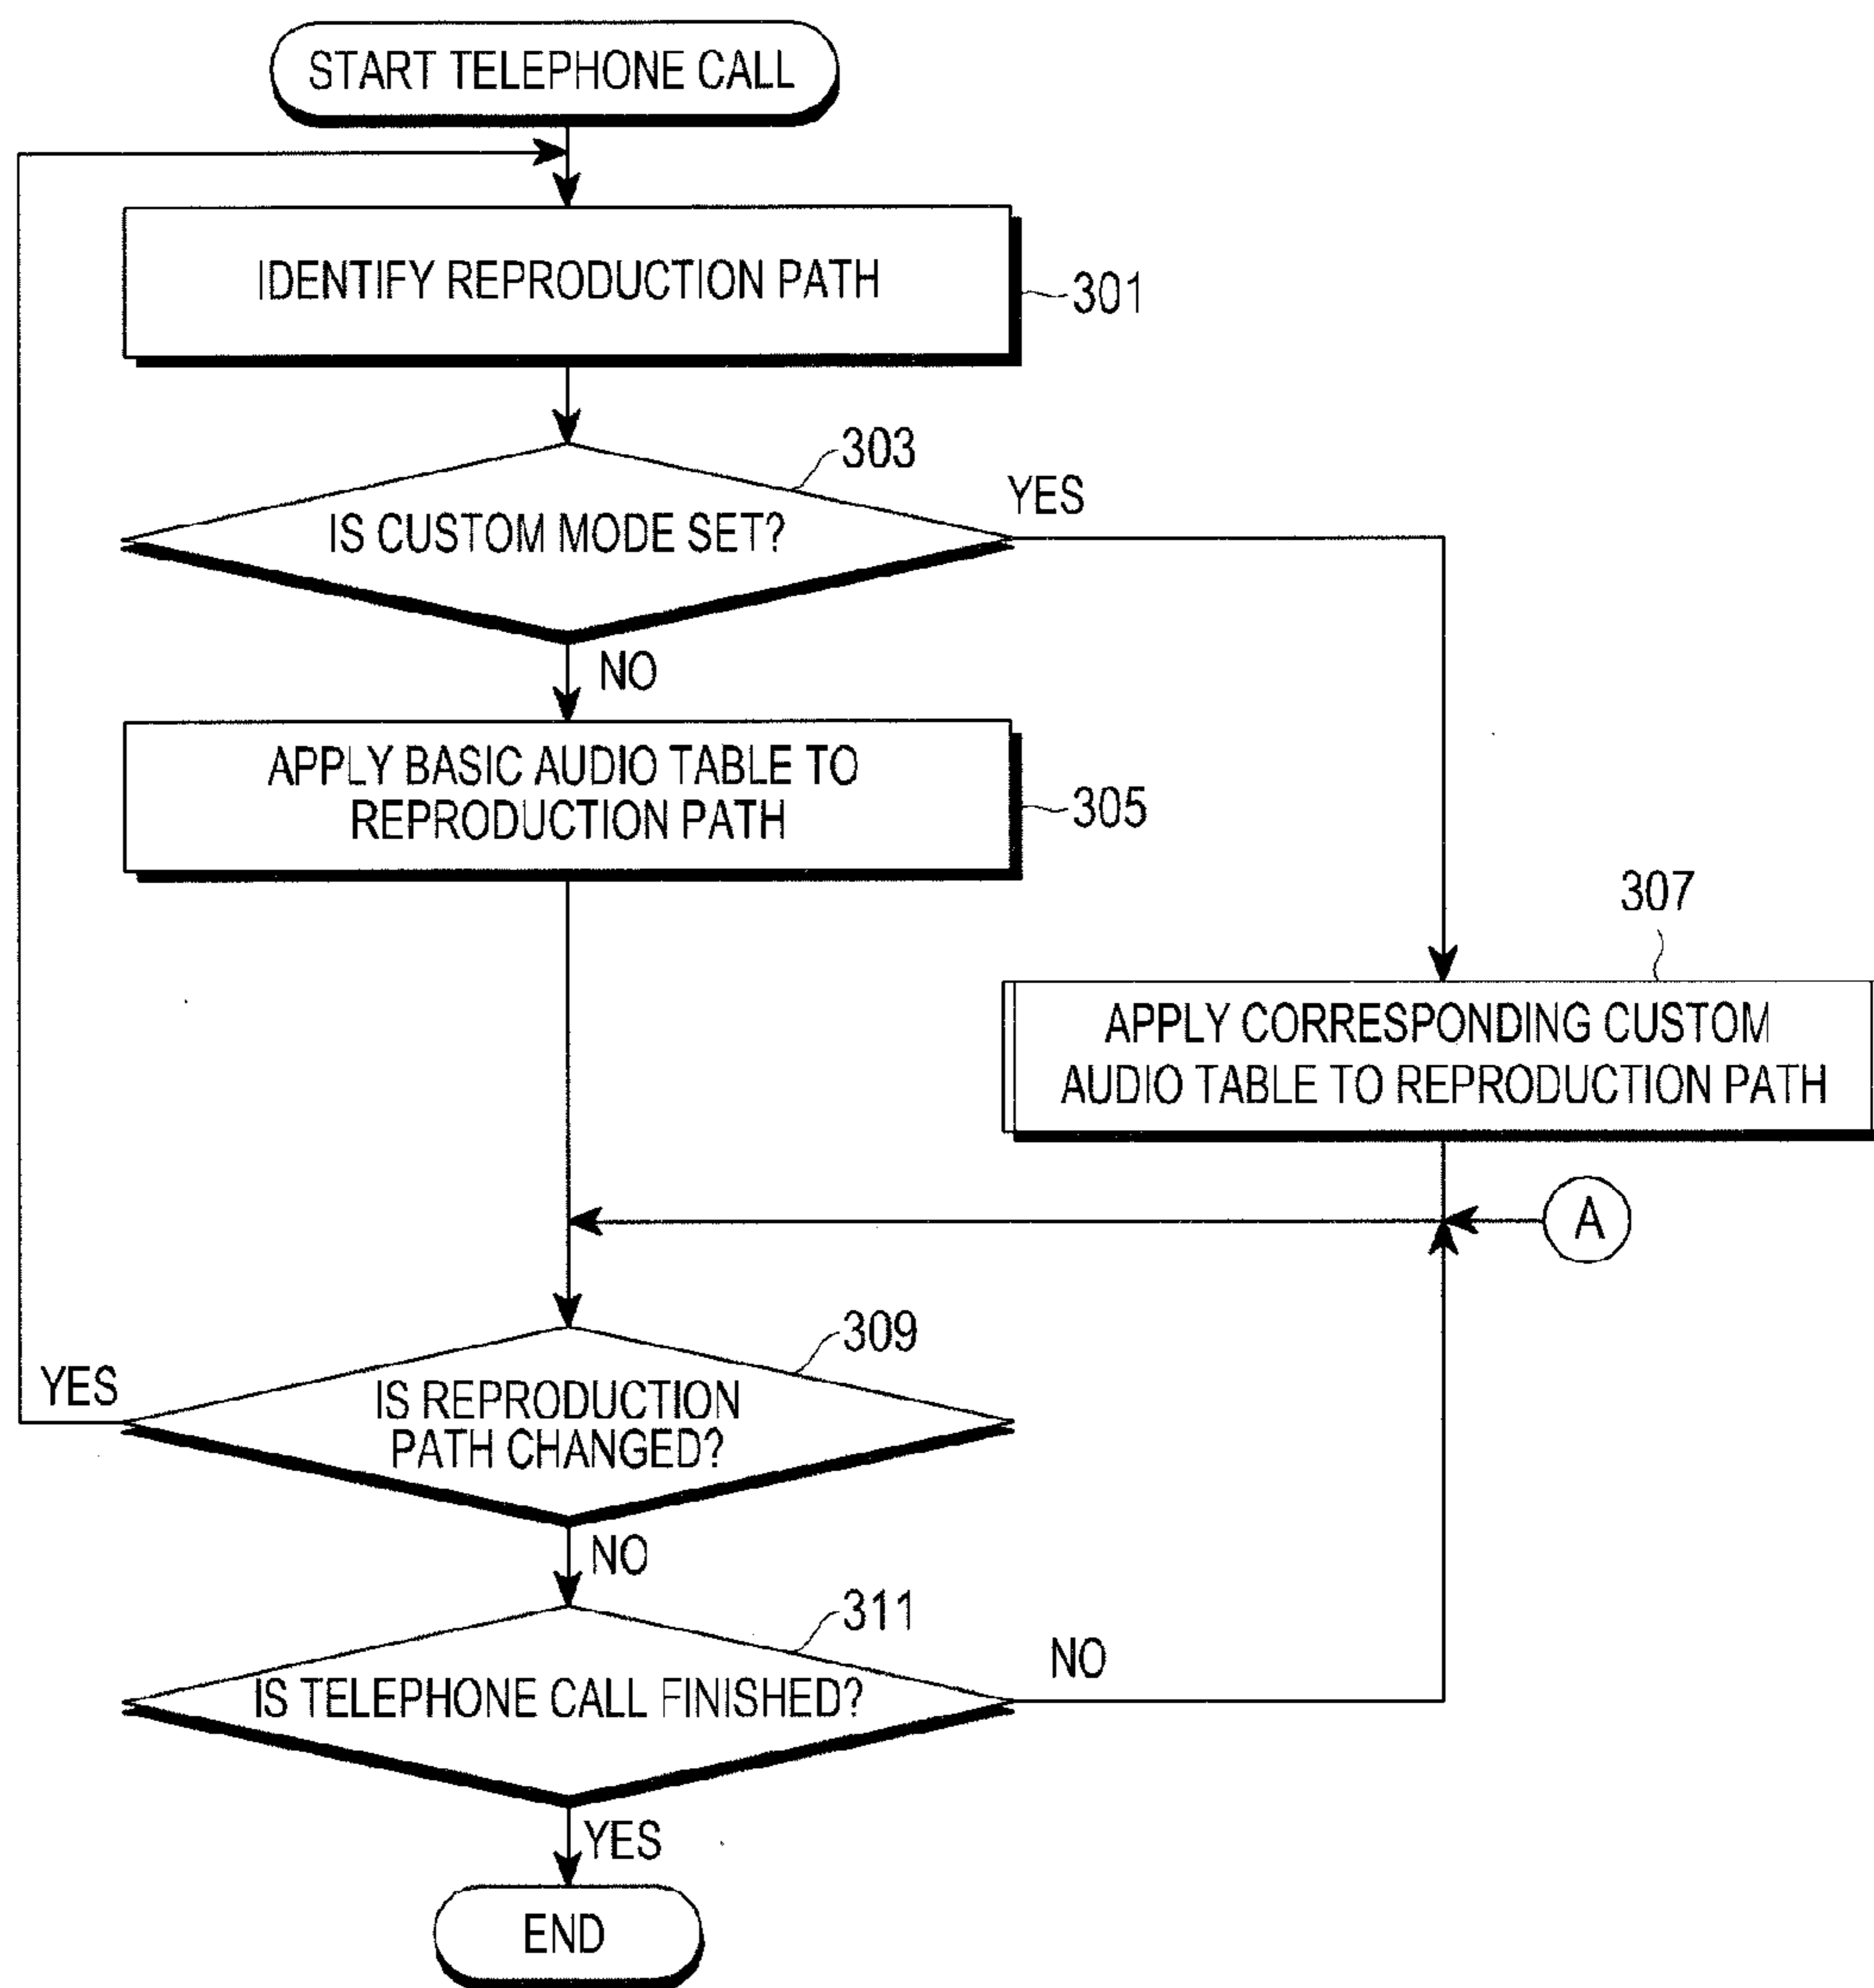 START TELEPHONE CALL
IDENTIFY REPRODUCTION PATH
301
303
YES
IS CUSTOM MODE SET?
NO
APPLY BASIC AUDIO TABLE TO
REPRODUCTION PATH
305
307
APPLY CORRESPONDING CUSTOM
AUDIO TABLE TO REPRODUCTION PATH
A
309
YES
IS REPRODUCTION
PATH CHANGED?
NO
311
NO
IS TELEPHONE CALL FINISHED?
YES
END